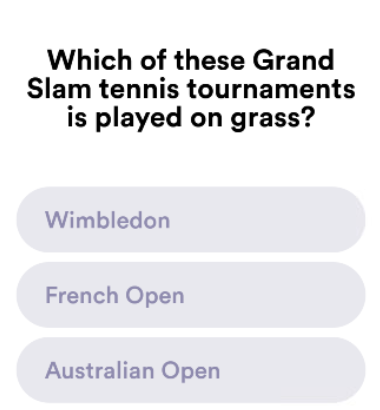 Which of these Grand
Slam tennis tournaments
is played on grass?
Wimbledon
French Open
Australian Open